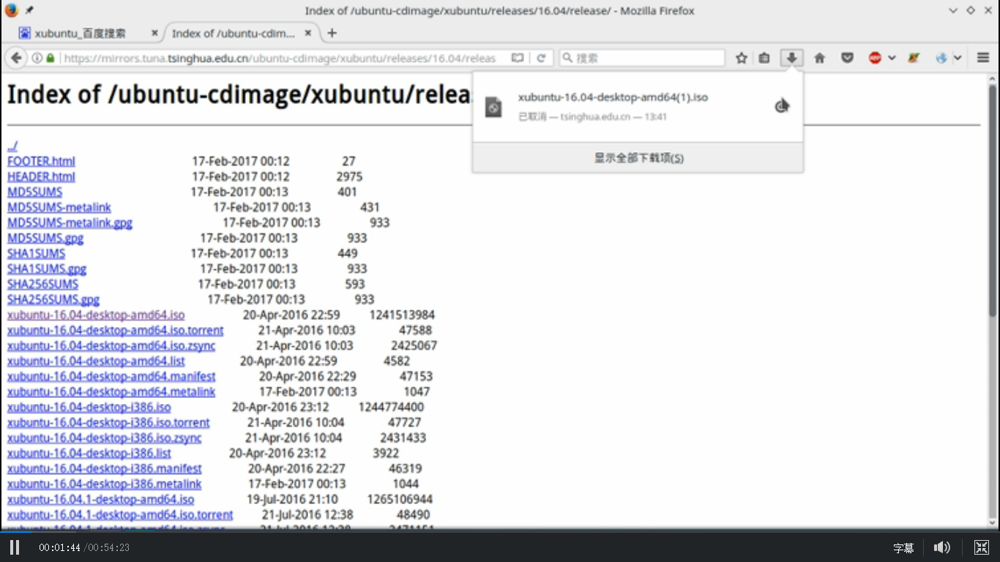 Index of /ubuntu-cdimage/xubuntu/releases/16.04/release/ - Mozilla Firefox
xubuntu_百度搜索 Index of /ubuntu-cdim...
https://mirrors.tuna.tsinghua.edu.cn/ubuntu-cdimage/xubuntu/releases/16.04/releas 搜索 ABP
Index of /ubuntu-cdimage/xubuntu/relea
xubuntu-16.04-desktop-amd64(1).iso
已取消 — tsinghua.edu.cn — 13:41
显示全部下载项(S)
../
FOOTER.html 17-Feb-2017 00:12 27
HEADER.html 17-Feb-2017 00:12 2975
MD5SUMS 17-Feb-2017 00:13 401
MD5SUMS-metalink 17-Feb-2017 00:13 431
MD5SUMS-metalink.gpg 17-Feb-2017 00:13 933
MD5SUMS.gpg 17-Feb-2017 00:13 933
SHA1SUMS 17-Feb-2017 00:13 449
SHA1SUMS.gpg 17-Feb-2017 00:13 933
SHA256SUMS 17-Feb-2017 00:13 593
SHA256SUMS.gpg 17-Feb-2017 00:13 933
xubuntu-16.04-desktop-amd64.iso 20-Apr-2016 22:59 1241513984
xubuntu-16.04-desktop-amd64.iso.torrent 21-Apr-2016 10:03 47588
xubuntu-16.04-desktop-amd64.iso.zsync 21-Apr-2016 10:03 2425067
xubuntu-16.04-desktop-amd64.list 20-Apr-2016 22:59 4582
xubuntu-16.04-desktop-amd64.manifest 20-Apr-2016 22:29 47153
xubuntu-16.04-desktop-amd64.metalink 17-Feb-2017 00:13 1047
xubuntu-16.04-desktop-i386.iso 20-Apr-2016 23:12 1244774400
xubuntu-16.04-desktop-i386.iso.torrent 21-Apr-2016 10:04 47727
xubuntu-16.04-desktop-i386.iso.zsync 21-Apr-2016 10:04 2431433
xubuntu-16.04-desktop-i386.list 20-Apr-2016 23:12 3922
xubuntu-16.04-desktop-i386.manifest 20-Apr-2016 22:27 46319
xubuntu-16.04-desktop-i386.metalink 17-Feb-2017 00:13 1044
xubuntu-16.04.1-desktop-amd64.iso 19-Jul-2016 21:10 1265106944
xubuntu-16.04.1-desktop-amd64.iso.torrent 21-Jul-2016 12:38 48490
xubuntu-16.04.1-desktop-amd64.iso.zsync 21-Jul-2016 12:38 2471151
00:01:44 /00:54:23 字幕